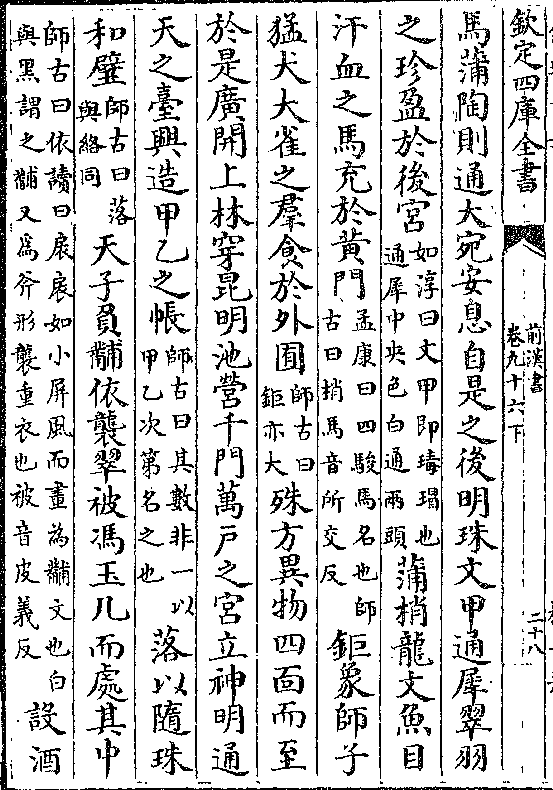 欽定四庫全書
前漢書
卷九十六下
二十八
馬蒲陶則通大宛安息自是之後明珠文甲通犀翠羽
之珍盈於後宮如淳曰文甲即瑇瑁也通犀中央色白通兩頭蒲梢龍文魚目
汗血之馬充於黃門孟康曰四駿馬名也師古曰梢馬音所交反鉅象師子
猛犬大雀之羣食於外囿師古曰鉅亦大殊方異物四面而至
於是廣開上林穿昆明池營千門萬戶之宮立神明通
天之臺興造甲乙之帳師古曰其數非一以甲乙次第名之也落以隨珠
和璧師古曰落與絡同天子負黼依襲翠被馮玉几而處其中
師古曰依讀曰扆扆如小屏風而畫為黼文也白與黑謂之黼又為斧形襲重衣也被音皮義反設酒